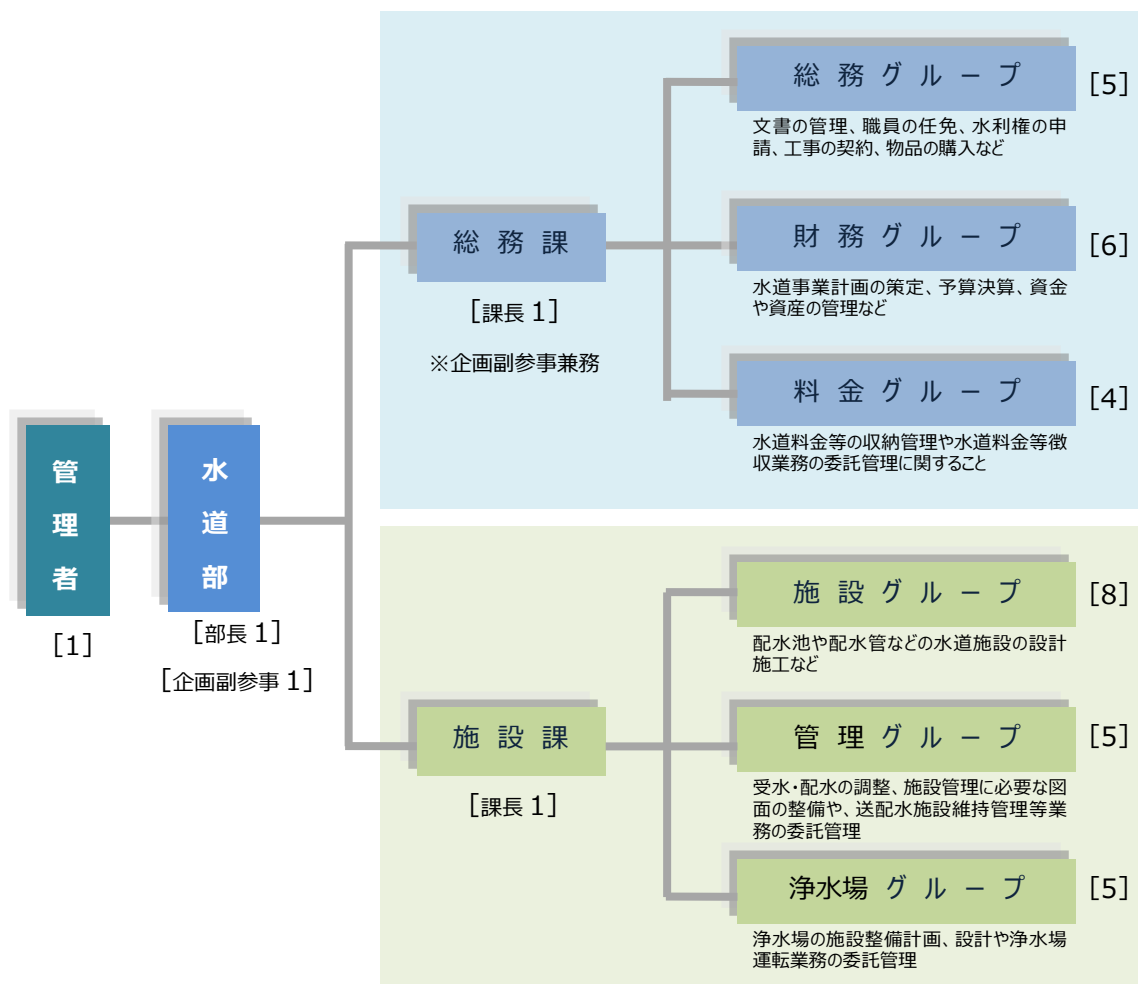 管理者
[1]
水道部
[部長 1]
[企画副参事 1]
総務課
[課長 1]
※企画副参事兼務
総務グループ
[5]
文書の管理、職員の任免、水利権の申
請、工事の契約、物品の購入など
財務グループ
[6]
水道事業計画の策定、予算決算、資金
や資産の管理など
料金グループ
[4]
水道料金等の収納管理や水道料金等徴
収業務の委託管理に関すること
施設課
[課長 1]
施設グループ
[8]
配水池や配水管などの水道施設の設計
施工など
管理グループ
[5]
受水・配水の調整、施設管理に必要な図
面の整備や、送配水施設維持管理等業
務の委託管理
浄水場グループ
[5]
浄水場の施設整備計画、設計や浄水場
運転業務の委託管理